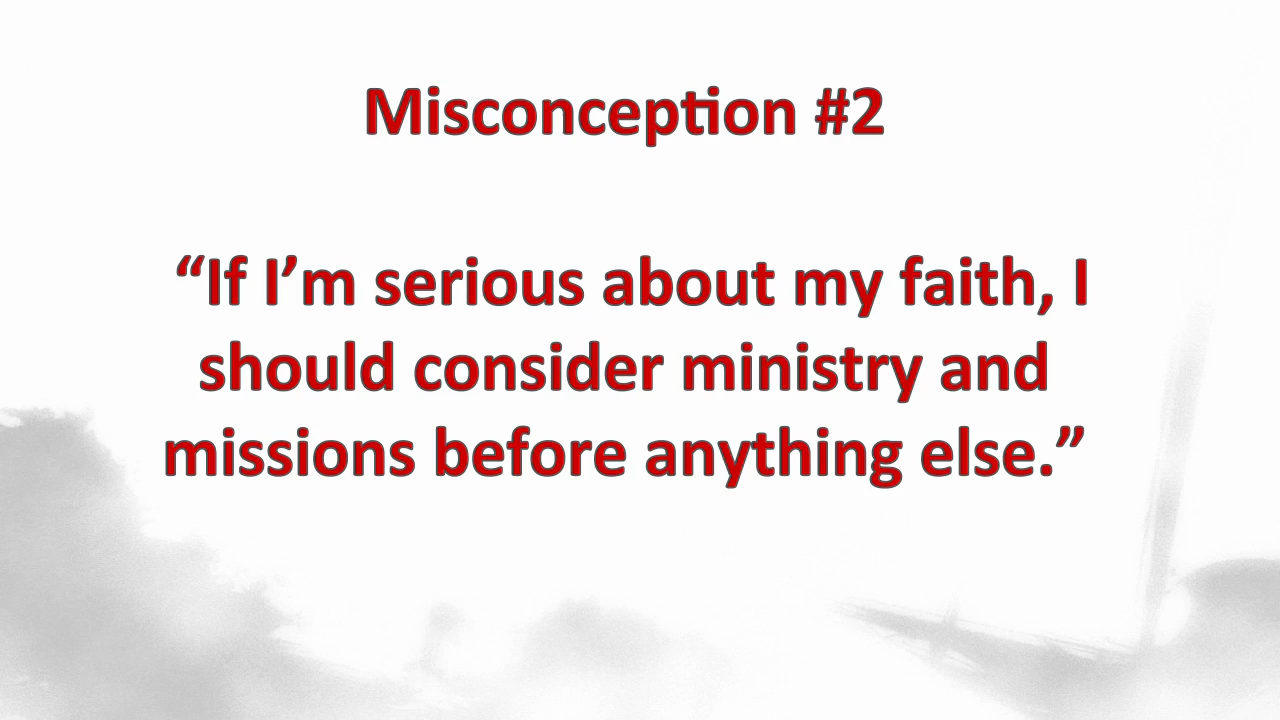 Misconception #2
“If I’m serious about my faith, I
should consider ministry and
missions before anything else.”